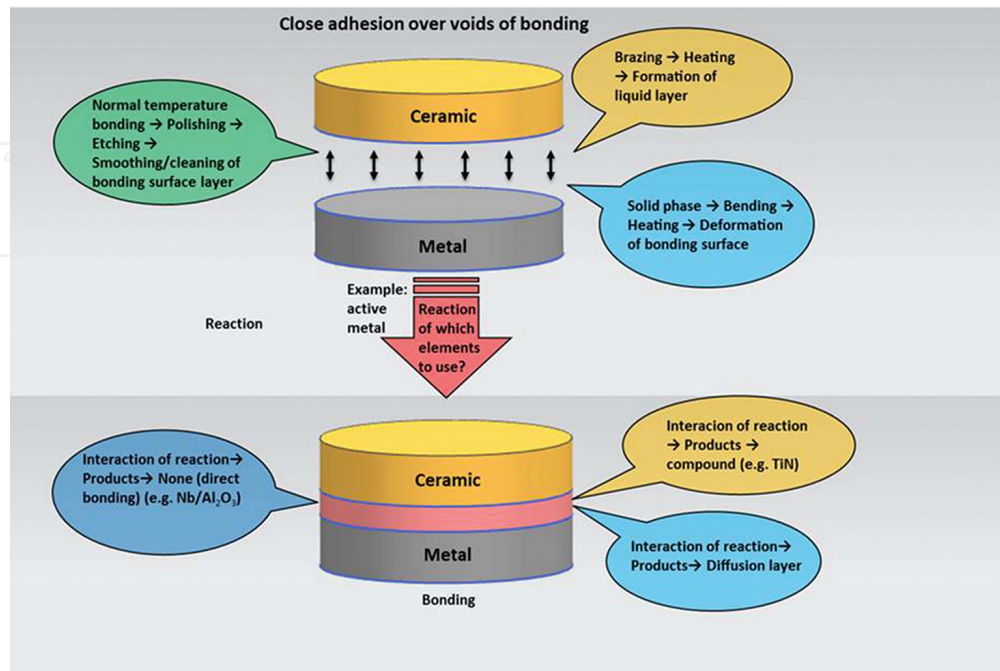 Close adhesion over voids of bonding
Brazing → Heating
→ Formation of
liquid layer
Ceramic
Normal temperature
bonding → Polishing →
Etching →
Smoothing/cleaning of
bonding surface layer
Solid phase → Bending →
Heating → Deformation
of bonding surface
Metal
Example:
active
metal
Reaction
of which
elements
to use?
Reaction
Interacion of reaction
→ Products →
compound (e.g. TiN)
Interaction of reaction→
Products→ None (direct
bonding) (e.g. Nb/Al₂O₃)
Ceramic
Metal
Interaction of reaction→
Products→ Diffusion layer
Bonding